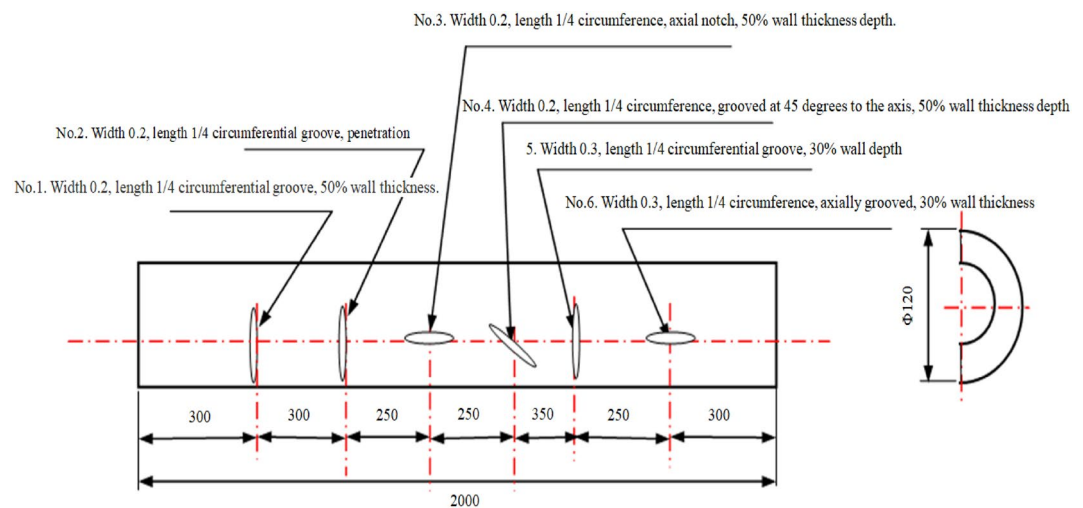 No.3. Width 0.2, length 1/4 circumference, axial notch, 50% wall thickness depth.
No.4. Width 0.2, length 1/4 circumference, grooved at 45 degrees to the axis, 50% wall thickness depth
No.2. Width 0.2, length 1/4 circumferential groove, penetration
5. Width 0.3, length 1/4 circumferential groove, 30% wall depth
No.1. Width 0.2, length 1/4 circumferential groove, 50% wall thickness.
No.6. Width 0.3, length 1/4 circumference, axially grooved, 30% wall thickness
Φ120
300
300
250
250
350
250
300
2000